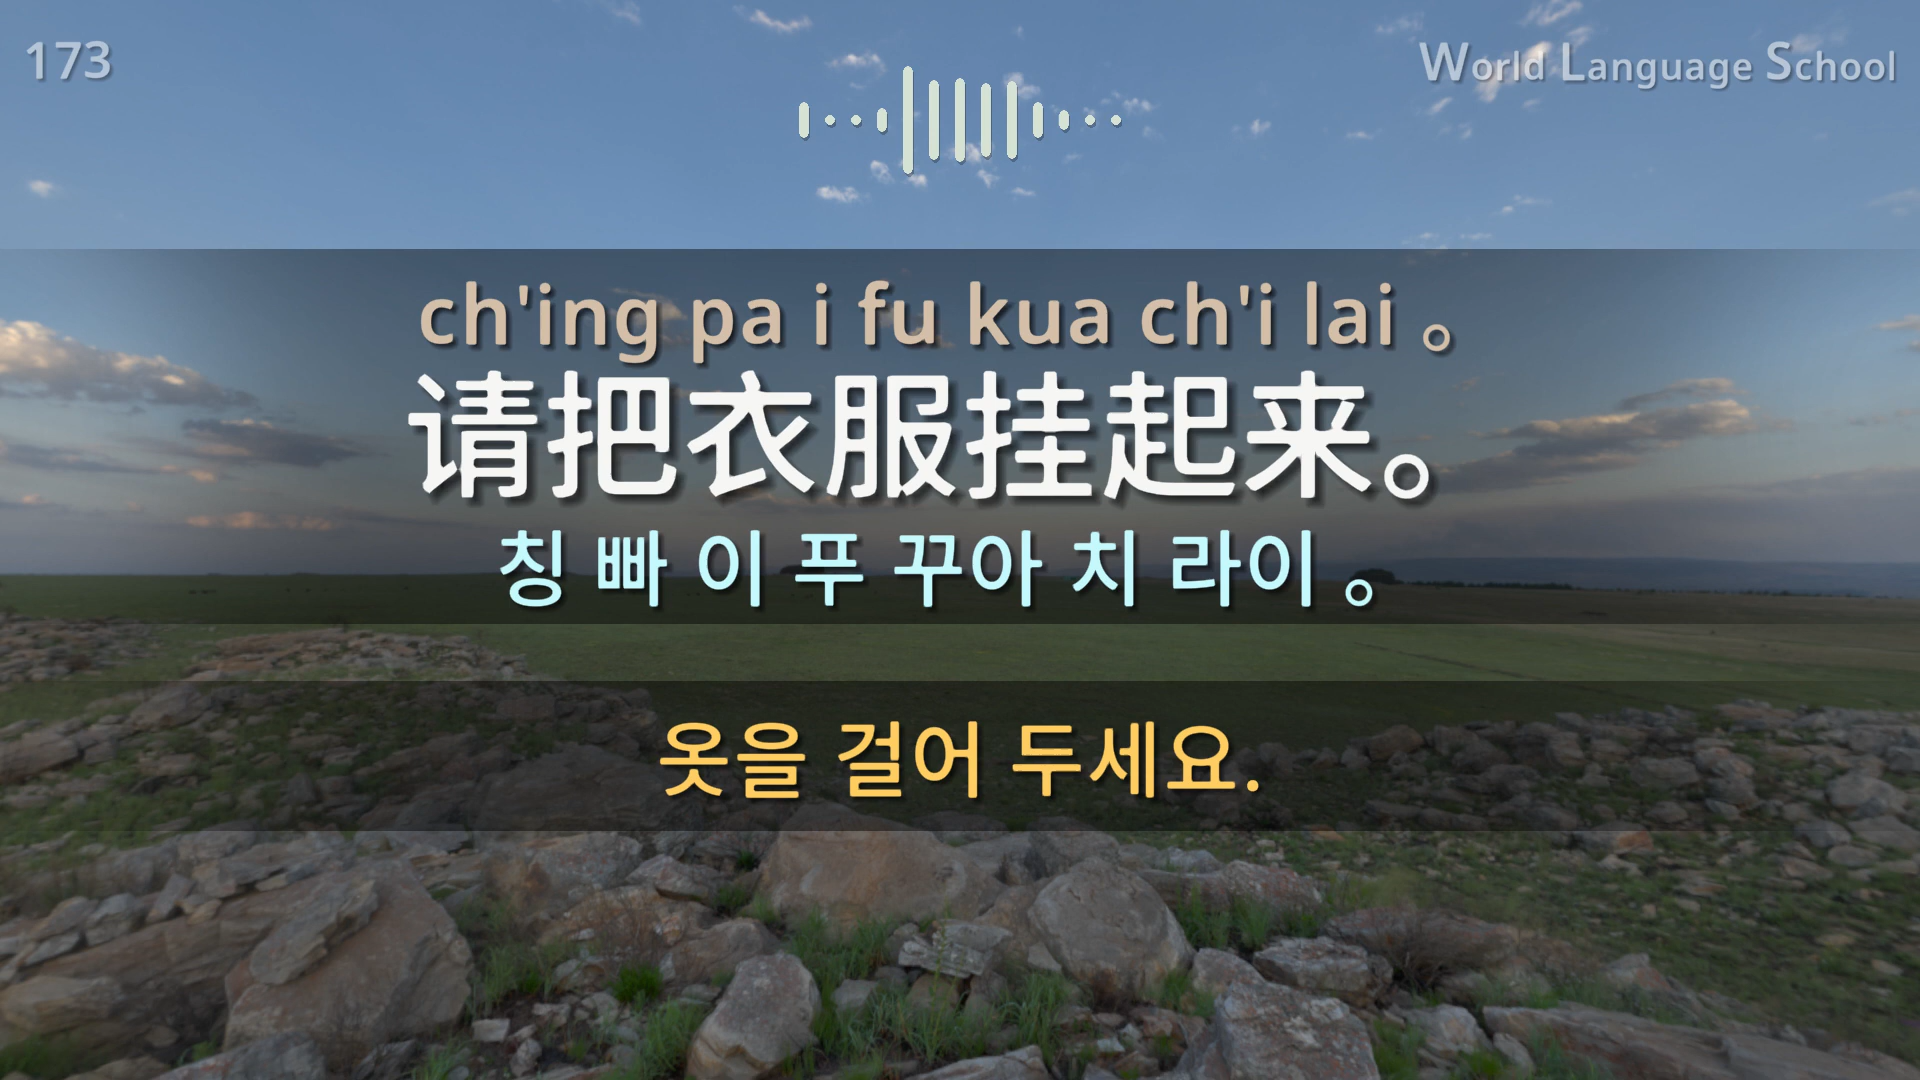 173
World Language School
ch'ing pa i fu kua ch'i lai 。
请把衣服挂起来。
칭 빠 이 푸 꾸아 치 라이 。
옷을 걸어 두세요.